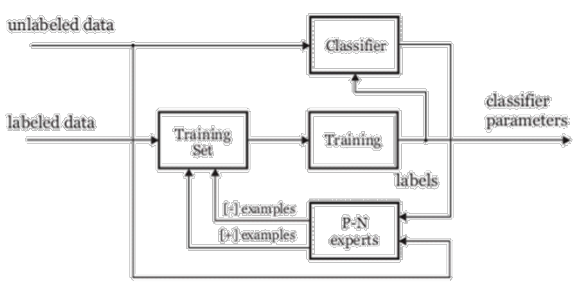 unlabeled data
Classifier
classifier
parameters
labeled data
Training
Set
Training
labels
[-] examples
[+] examples
P-N
experts